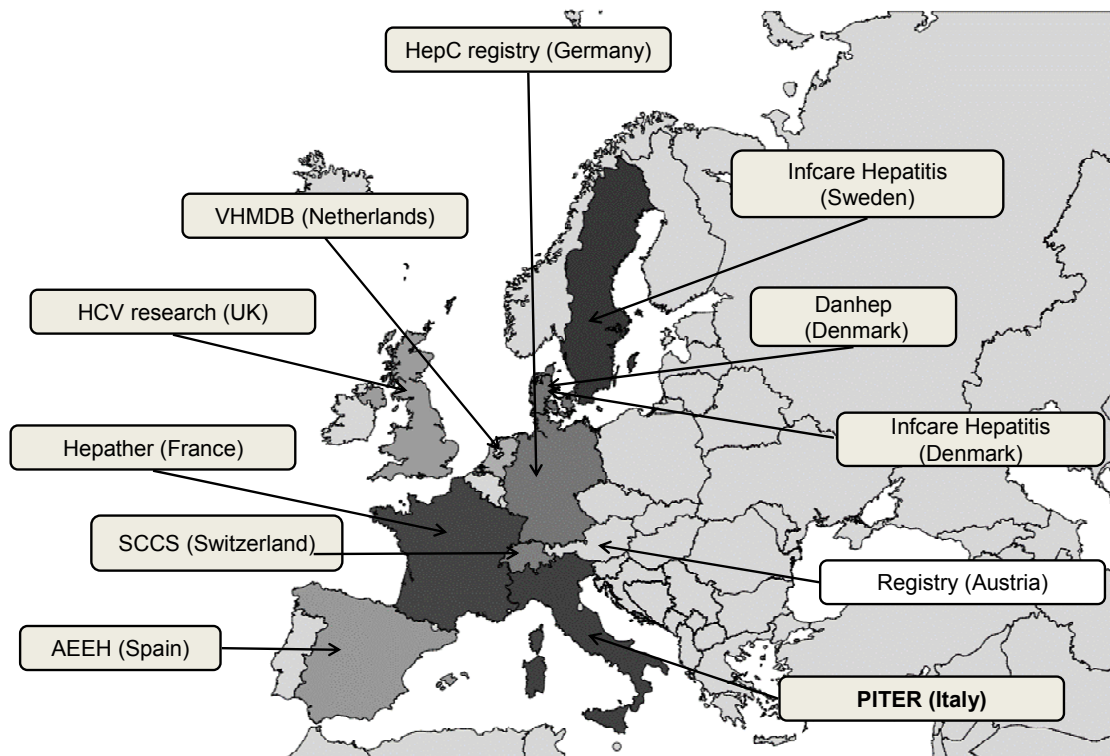 HepC registry (Germany)
Infcare Hepatitis
(Sweden)
VHMDB (Netherlands)
HCV research (UK)
Danhep
(Denmark)
Infcare Hepatitis
(Denmark)
Hepather (France)
SCCS (Switzerland)
Registry (Austria)
AEEH (Spain)
PITER (Italy)